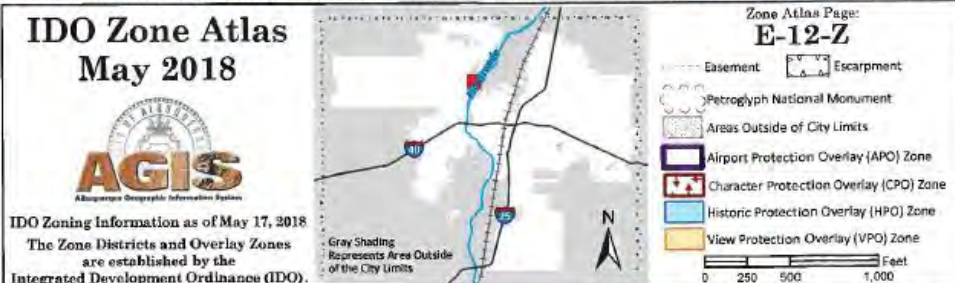 IDO Zone Atlas
May 2018
CITY OF ALBUQUERQUE
AGIS
Albuquerque Geographic Information System
IDO Zoning Information as of May 17, 2018
The Zone Districts and Overlay Zones
are established by the
Integrated Development Ordinance (IDO).
40
25
N
Gray Shading
Represents Area Outside
of the City Limits
Zone Atlas Page:
E-12-Z
Easement
Escarpment
Petroglyph National Monument
Areas Outside of City Limits
Airport Protection Overlay (APO) Zone
Character Protection Overlay (CPO) Zone
Historic Protection Overlay (HPO) Zone
View Protection Overlay (VPO) Zone
Feet
0 250 500 1,000